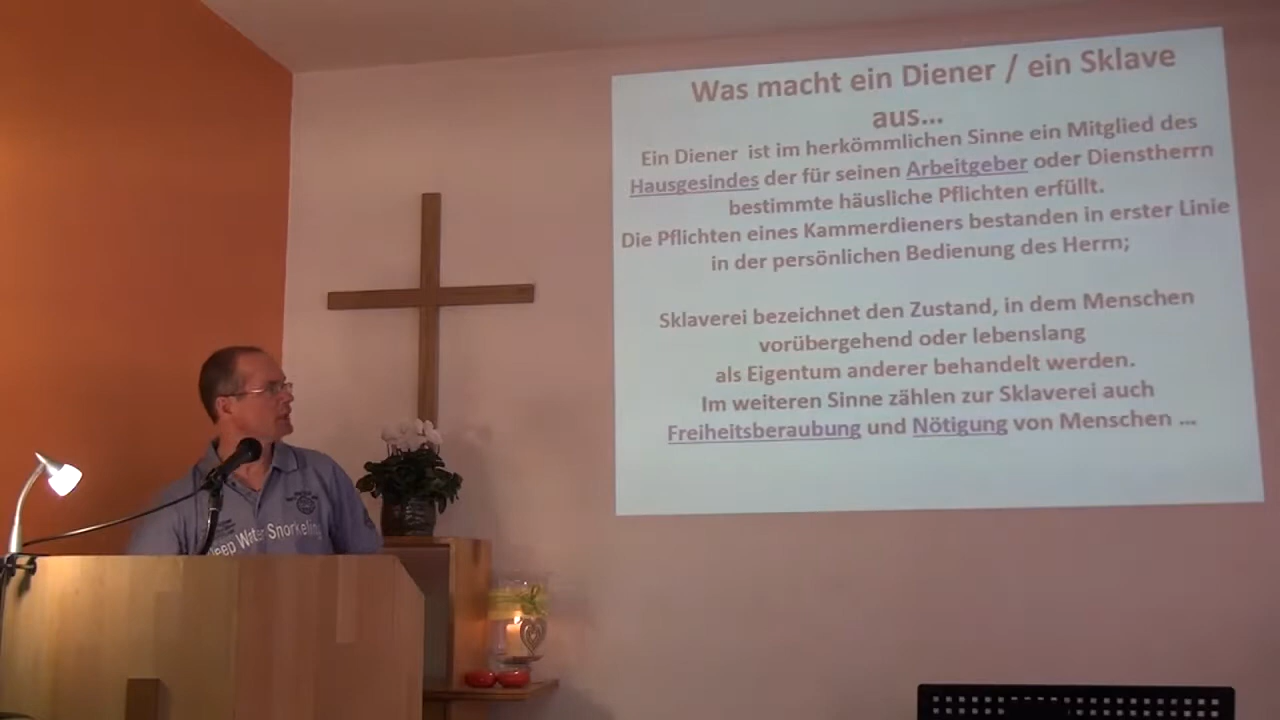 Was macht ein Diener / ein Sklave
aus...
Ein Diener ist im herkömmlichen Sinne ein Mitglied des
Hausgesindes der für seinen Arbeitgeber oder Dienstherrn
bestimmte häusliche Pflichten erfüllt.
Die Pflichten eines Kammerdieners bestanden in erster Linie
in der persönlichen Bedienung des Herrn;
Sklaverei bezeichnet den Zustand, in dem Menschen
vorübergehend oder lebenslang
als Eigentum anderer behandelt werden.
Im weiteren Sinne zählen zur Sklaverei auch
Freiheitsberaubung und Nötigung von Menschen ...
Deep Water Snorkeling